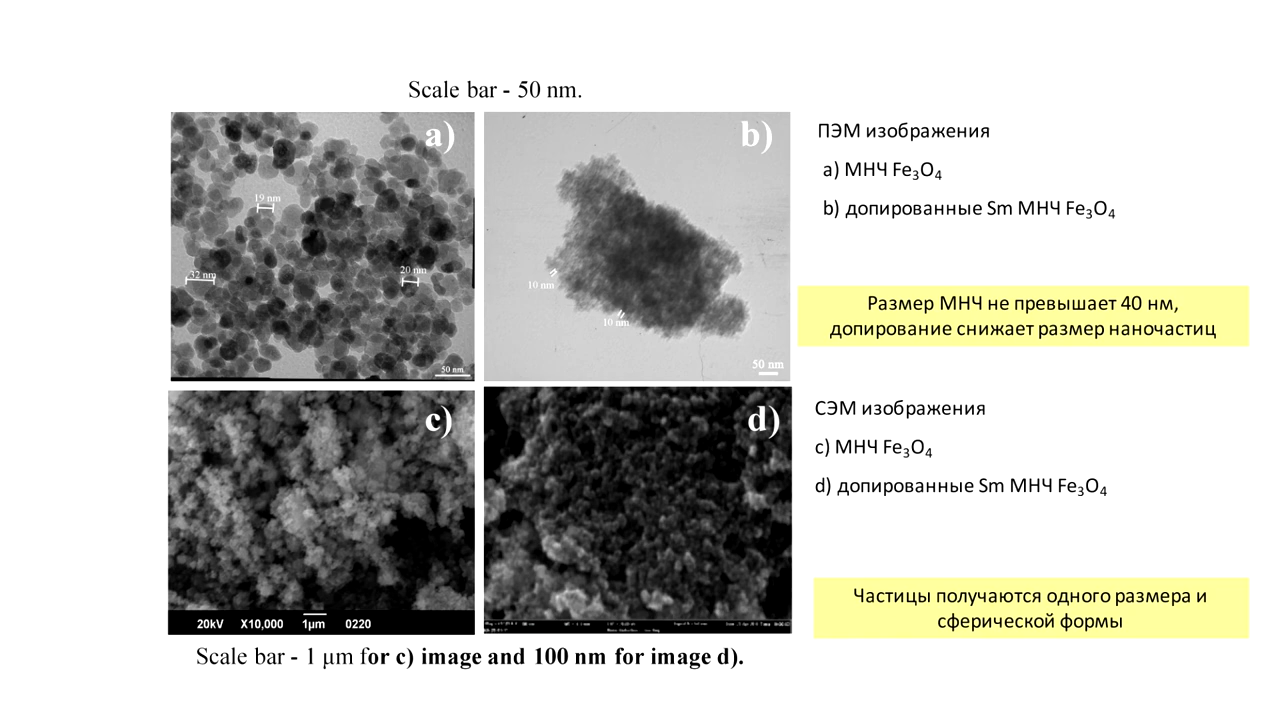 Scale bar - 50 nm.
a)
19 nm
32 nm
20 nm
50 nm
b)
10 nm
10 nm
50 nm
ПЭМ изображения
a) МНЧ Fe₃O₄
b) допированные Sm МНЧ Fe₃O₄
Размер МНЧ не превышает 40 нм,
допирование снижает размер наночастиц
c)
20kV X10,000 1μm 0220
d)
СЭМ изображения
c) МНЧ Fe₃O₄
d) допированные Sm МНЧ Fe₃O₄
Частицы получаются одного размера и
сферической формы
Scale bar - 1 μm for c) image and 100 nm for image d).